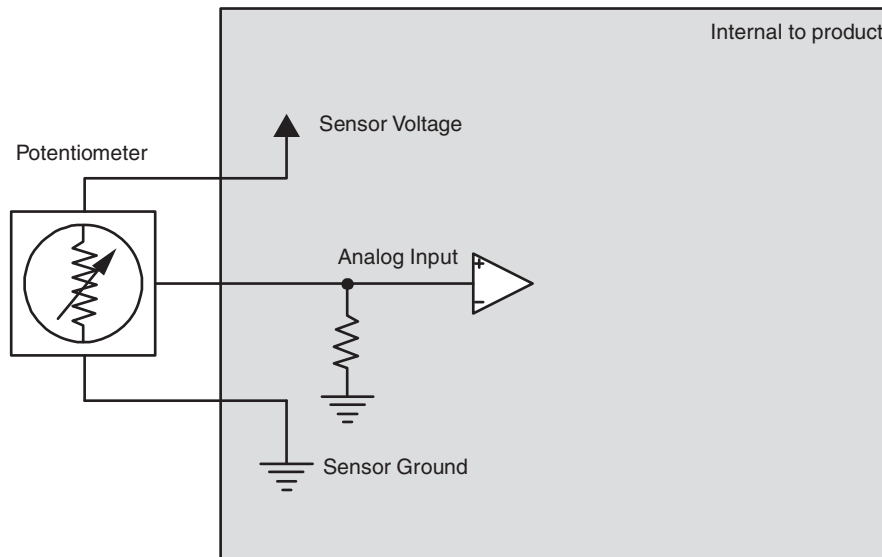 Internal to product
Sensor Voltage
Potentiometer
Analog Input
+
−
Sensor Ground